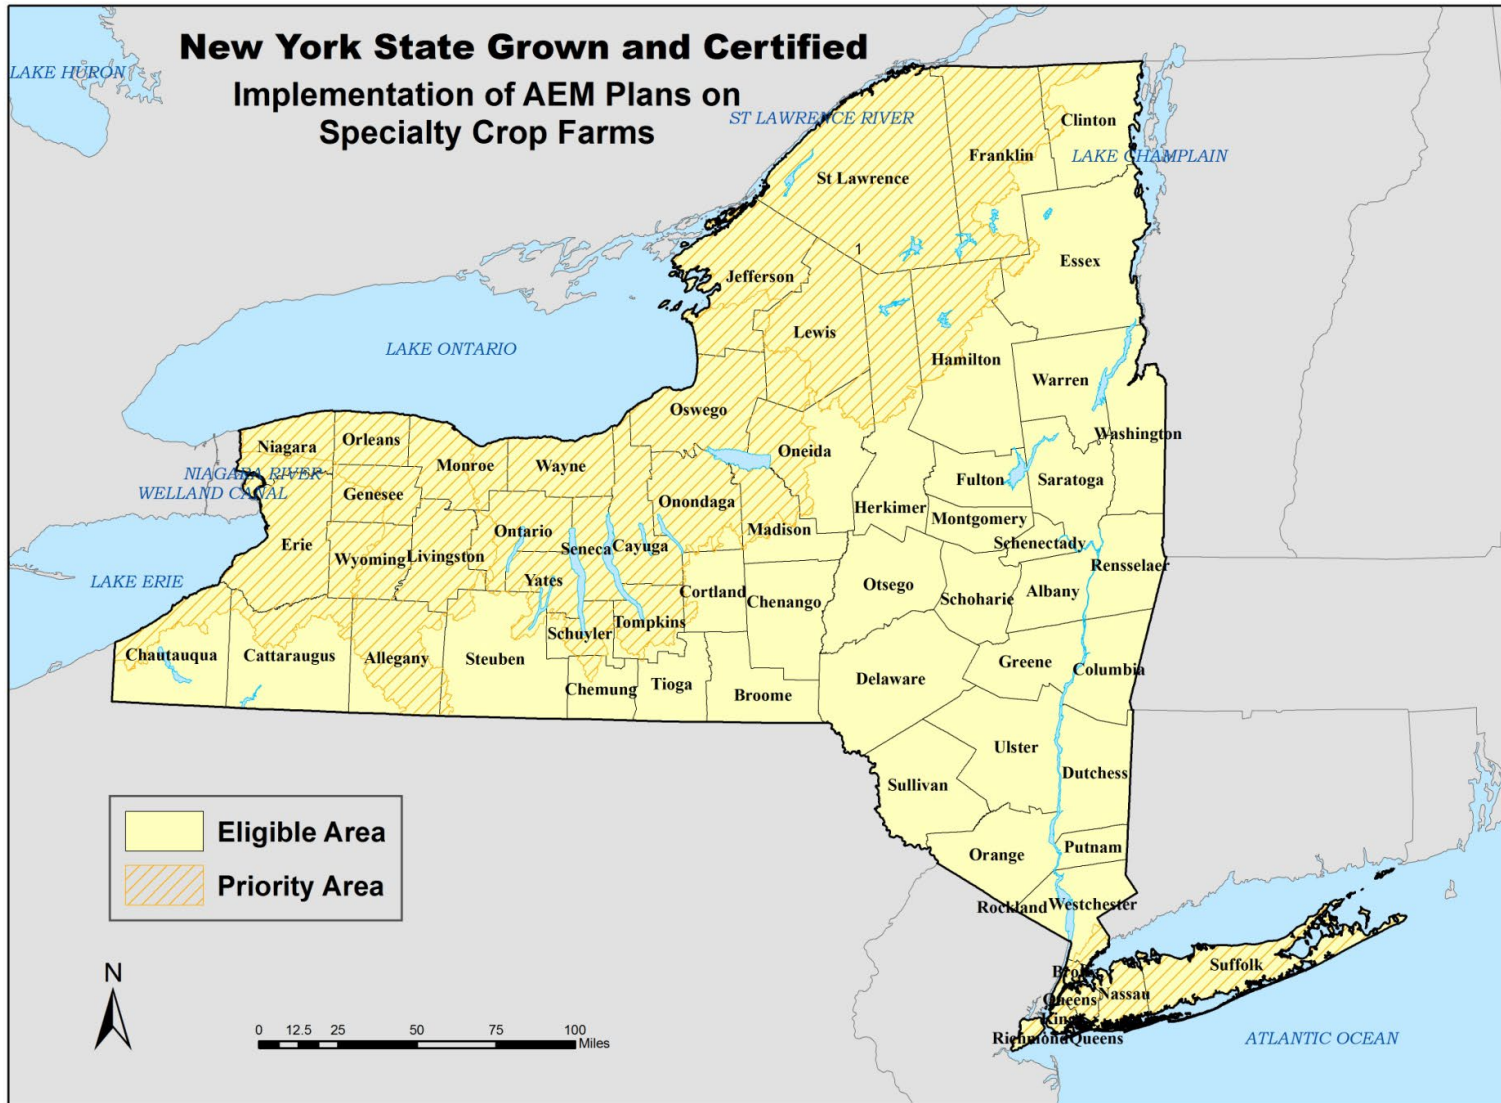 New York State Grown and Certified
Implementation of AEM Plans on
Specialty Crop Farms
LAKE HURON
ST LAWRENCE RIVER
Clinton
Franklin
LAKE CHAMPLAIN
St Lawrence
1
Essex
Jefferson
Lewis
LAKE ONTARIO
Hamilton
Warren
Oswego
Washington
Niagara
Orleans
Oneida
Monroe
Wayne
NIAGARA RIVER
WELLAND CANAL
Genesee
Fulton
Saratoga
Onondaga
Herkimer
Montgomery
Madison
Ontario
Erie
Wyoming
Livingston
Seneca
Cayuga
Schenectady
Rensselaer
LAKE ERIE
Yates
Cortland
Chenango
Otsego
Schoharie
Albany
Tompkins
Schuyler
Chautauqua
Cattaraugus
Allegany
Steuben
Greene
Columbia
Chemung
Tioga
Broome
Delaware
Ulster
Dutchess
Sullivan
Eligible Area
Priority Area
Orange
Putnam
Rockland
Westchester
Suffolk
Nassau
Queens
Richmond
Queens
ATLANTIC OCEAN
N
0 12.5 25 50 75 100
Miles